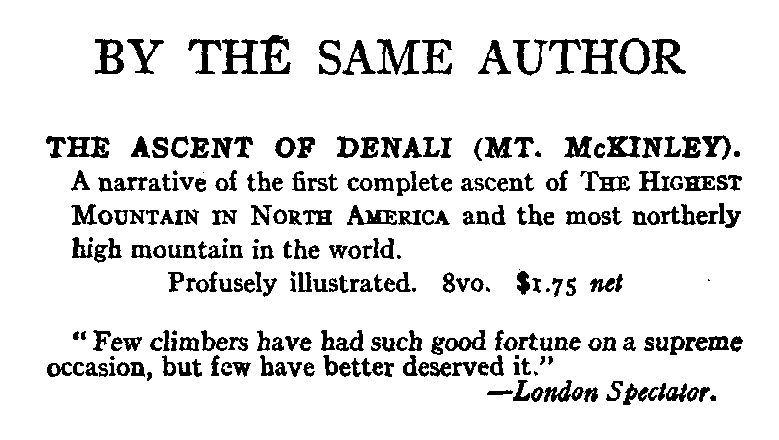 BY THE SAME AUTHOR
THE ASCENT OF DENALI (MT. McKINLEY).
A narrative of the first complete ascent of THE HIGHEST
MOUNTAIN IN NORTH AMERICA and the most northerly
high mountain in the world.
Profusely illustrated. 8vo. $1.75 net
"Few climbers have had such good fortune on a supreme
occasion, but few have better deserved it."
—London Spectator.